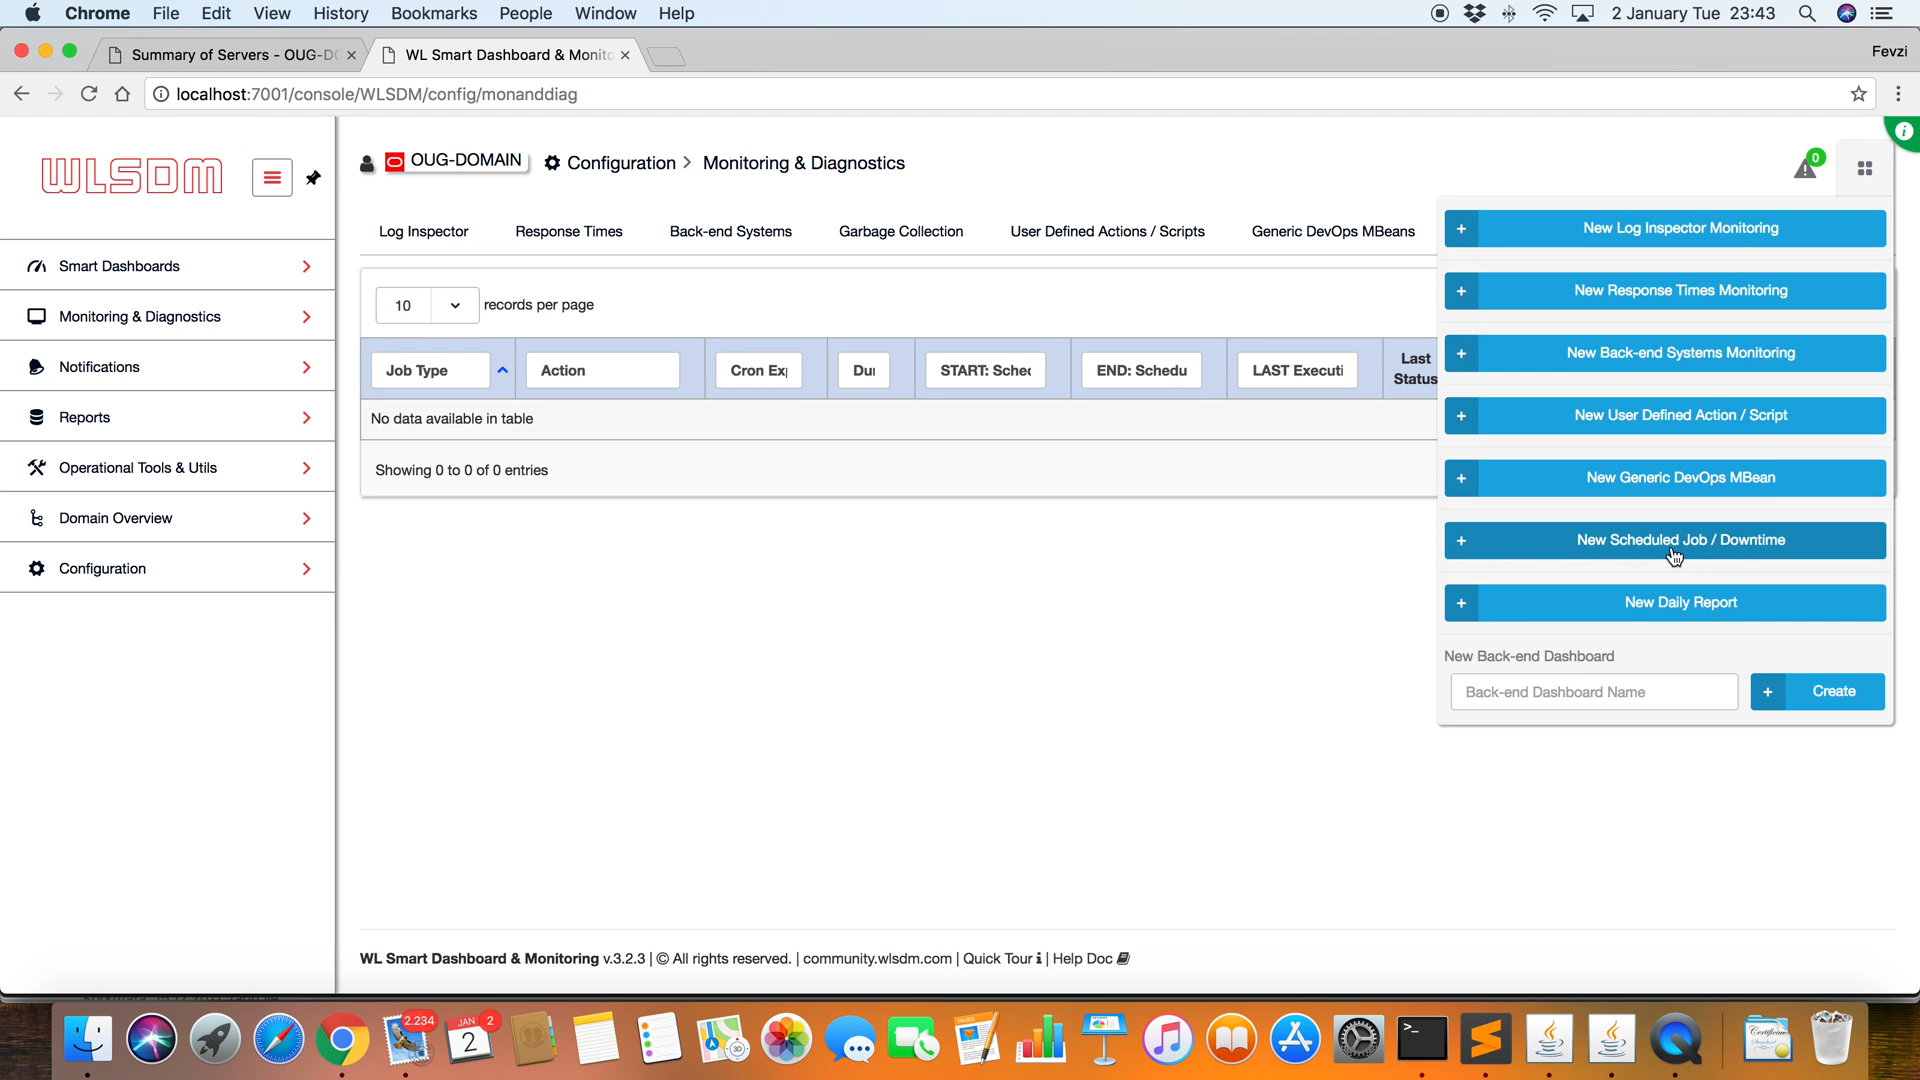 Chrome File Edit View History Bookmarks People Window Help 2 January Tue 23:43
Summary of Servers - OUG-DO WL Smart Dashboard & Monito Fevzi
localhost:7001/console/WLSDM/config/monanddiag
WLSDM
OUG-DOMAIN Configuration > Monitoring & Diagnostics 0
Smart Dashboards
Monitoring & Diagnostics
Notifications
Reports
Operational Tools & Utils
Domain Overview
Configuration
Log Inspector Response Times Back-end Systems Garbage Collection User Defined Actions / Scripts Generic DevOps MBeans
10 records per page
Job Type Action Cron Exp Dur START: Sched END: Schedu LAST Executi Last Status
No data available in table
Showing 0 to 0 of 0 entries
+ New Log Inspector Monitoring
+ New Response Times Monitoring
+ New Back-end Systems Monitoring
+ New User Defined Action / Script
+ New Generic DevOps MBean
+ New Scheduled Job / Downtime
+ New Daily Report
New Back-end Dashboard
Back-end Dashboard Name + Create
WL Smart Dashboard & Monitoring v.3.2.3 | © All rights reserved. | community.wlsdm.com | Quick Tour i | Help Doc
2.234 JAN 2 2